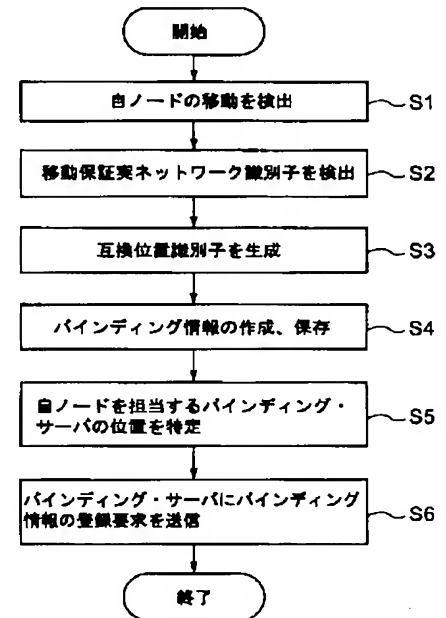 開始
自ノードの移動を検出
S1
移動保証実ネットワーク識別子を検出
S2
互換位置識別子を生成
S3
バインディング情報の作成、保存
S4
自ノードを担当するバインディング・
サーバの位置を特定
S5
バインディング・サーバにバインディング
情報の登録要求を送信
S6
終了